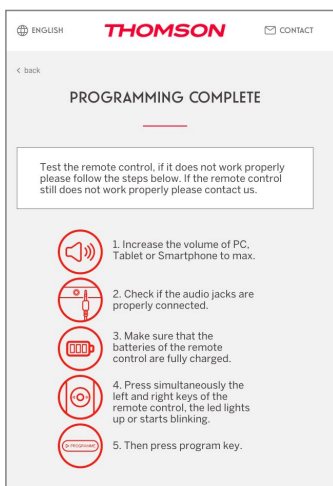 ENGLISH THOMSON CONTACT
< back
PROGRAMMING COMPLETE
Test the remote control, if it does not work properly
please follow the steps below. If the remote control
still does not work properly please contact us.
1. Increase the volume of PC,
Tablet or Smartphone to max.
2. Check if the audio jacks are
properly connected.
3. Make sure that the
batteries of the remote
control are fully charged.
4. Press simultaneously the
left and right keys of the
remote control, the led lights
up or starts blinking.
PROGRAMME
5. Then press program key.